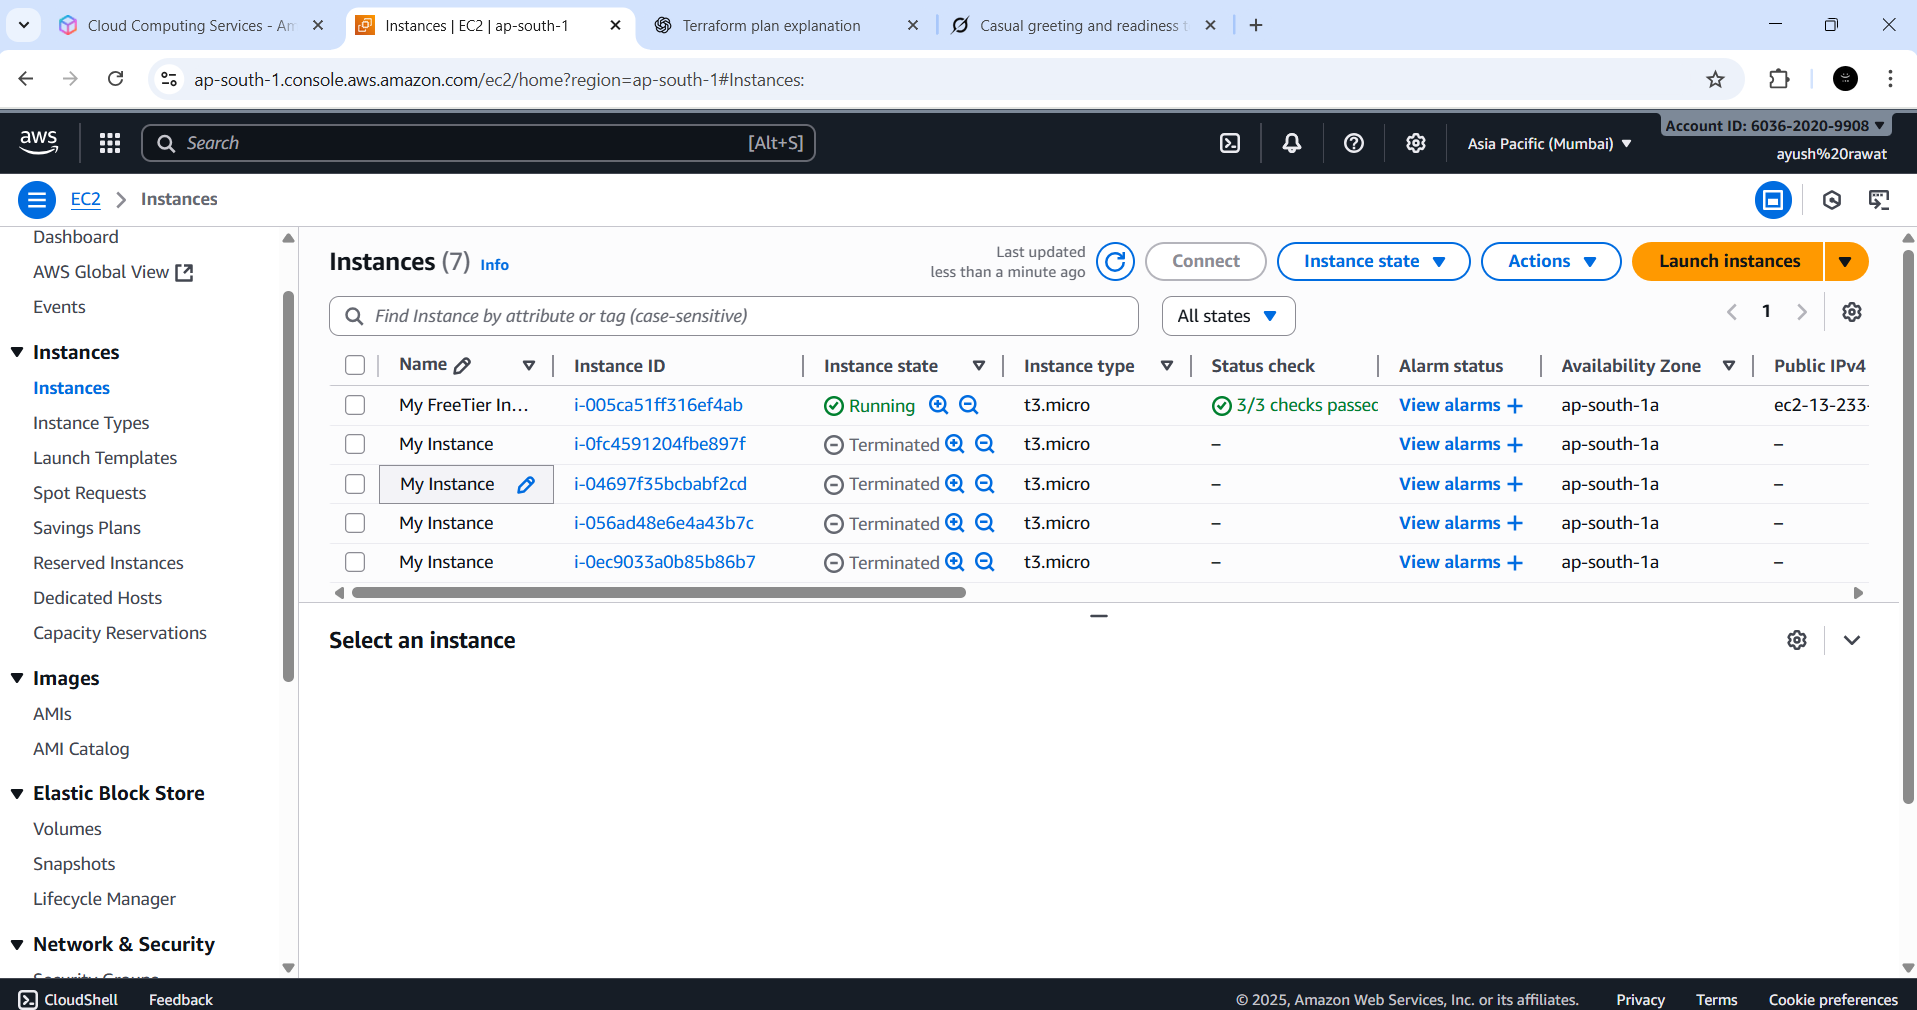 Cloud Computing Services - Am
Instances | EC2 | ap-south-1
Terraform plan explanation
Casual greeting and readiness t
ap-south-1.console.aws.amazon.com/ec2/home?region=ap-south-1#Instances:
aws
Search
[Alt+S]
Asia Pacific (Mumbai)
Account ID: 6036-2020-9908
ayush%20rawat
EC2
Instances
Dashboard
AWS Global View
Events
Instances
Instances
Instance Types
Launch Templates
Spot Requests
Savings Plans
Reserved Instances
Dedicated Hosts
Capacity Reservations
Images
AMIs
AMI Catalog
Elastic Block Store
Volumes
Snapshots
Lifecycle Manager
Network & Security
Security Groups
Instances (7) Info
Last updated
less than a minute ago
Connect
Instance state
Actions
Launch instances
Find Instance by attribute or tag (case-sensitive)
All states
1
Name Instance ID Instance state Instance type Status check Alarm status Availability Zone Public IPv4
My FreeTier In... i-005ca51ff316ef4ab Running t3.micro 3/3 checks passed View alarms + ap-south-1a ec2-13-233-
My Instance i-0fc4591204fbe897f Terminated t3.micro – View alarms + ap-south-1a –
My Instance i-04697f35bcbabf2cd Terminated t3.micro – View alarms + ap-south-1a –
My Instance i-056ad48e6e4a43b7c Terminated t3.micro – View alarms + ap-south-1a –
My Instance i-0ec9033a0b85b86b7 Terminated t3.micro – View alarms + ap-south-1a –
Select an instance
CloudShell
Feedback
© 2025, Amazon Web Services, Inc. or its affiliates.
Privacy
Terms
Cookie preferences